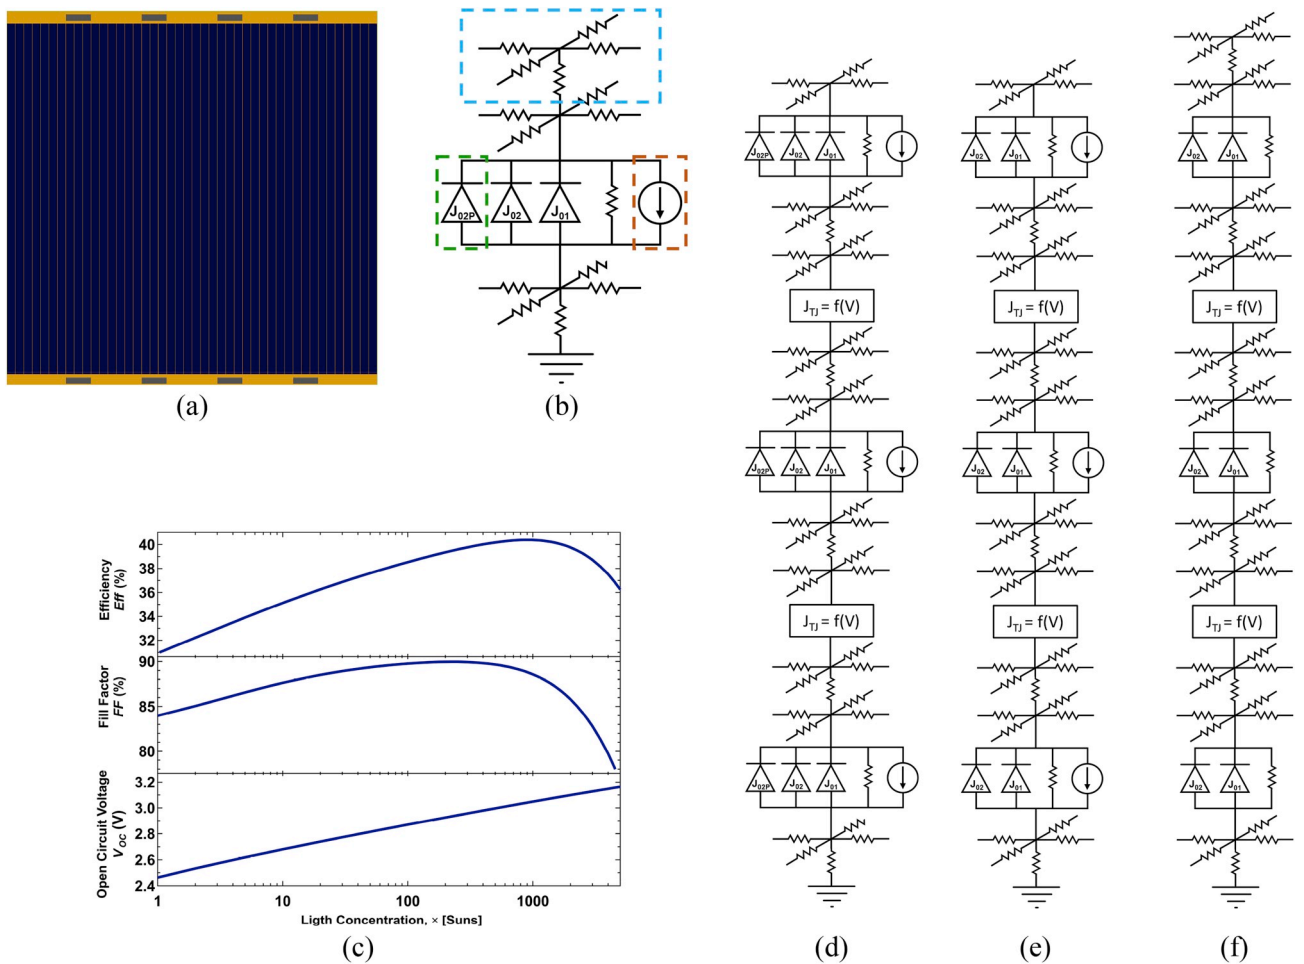 (a)
J02P
J02
J01
(b)
Efficiency
Eff (%)
40
38
36
34
32
Fill Factor
FF (%)
90
85
80
Open Circuit Voltage
VOC (V)
3.2
3.0
2.8
2.6
2.4
1
10
100
1000
Ligth Concentration, × [Suns]
(c)
J02P
J02
J01
JTJ = f(V)
J02P
J02
J01
JTJ = f(V)
J02P
J02
J01
(d)
J02
J01
JTJ = f(V)
J02
J01
JTJ = f(V)
J02
J01
(e)
J02
J01
JTJ = f(V)
J02
J01
JTJ = f(V)
J02
J01
(f)